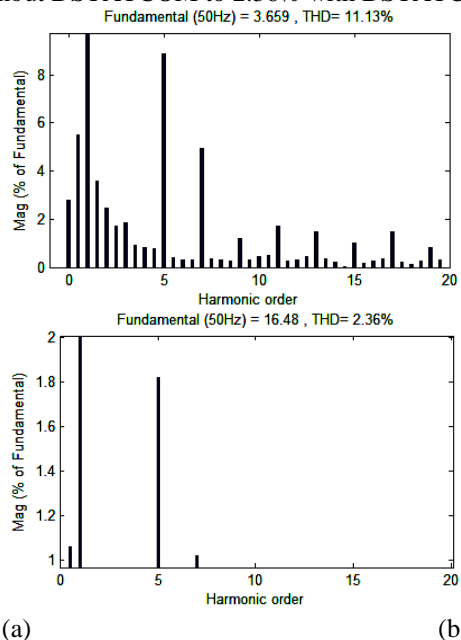 Fundamental (50Hz) = 3.659 , THD= 11.13%
8
6
4
2
0
Mag (% of Fundamental)
0 5 10 15 20
Harmonic order
Fundamental (50Hz) = 16.48 , THD= 2.36%
2
1.8
1.6
1.4
1.2
1
Mag (% of Fundamental)
0 5 10 15 20
Harmonic order
(a) (b